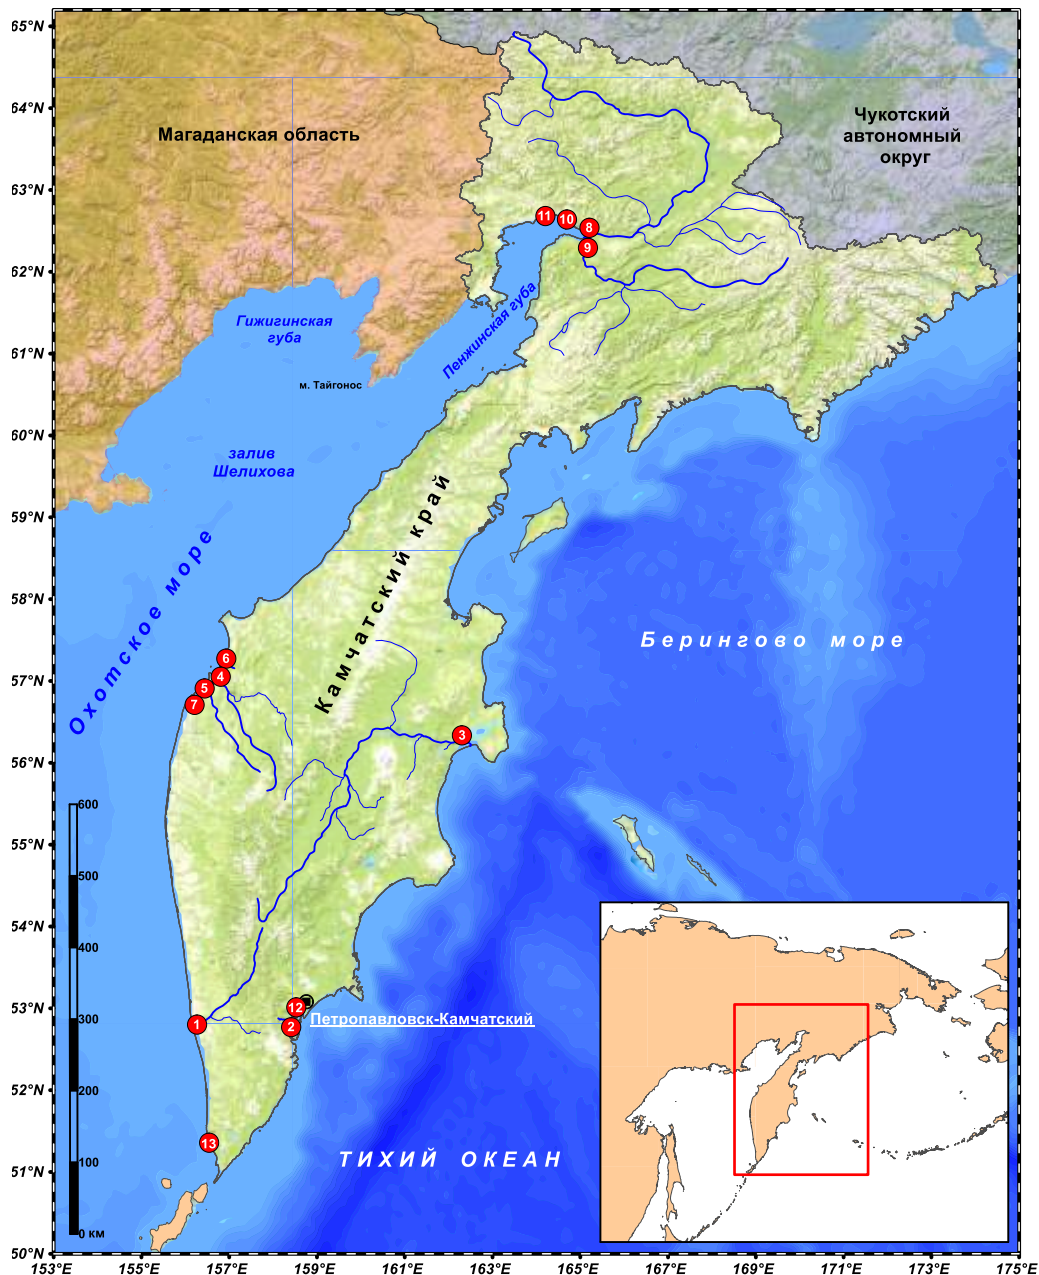 65°N
64°N
63°N
62°N
61°N
60°N
59°N
58°N
57°N
56°N
55°N
54°N
53°N
52°N
51°N
50°N
Магаданская область
Чукотский
автономный
округ
11
10
8
9
Гижигинская
губа
Пенжинская губа
м. Тайгонос
залив
Шелихова
Охотское море
Камчатский край
Берингово море
6
4
5
7
3
600
500
400
300
200
100
0 км
12
1
2
Петропавловск-Камчатский
13
ТИХИЙ ОКЕАН
153°E
155°E
157°E
159°E
161°E
163°E
165°E
167°E
169°E
171°E
173°E
175°E